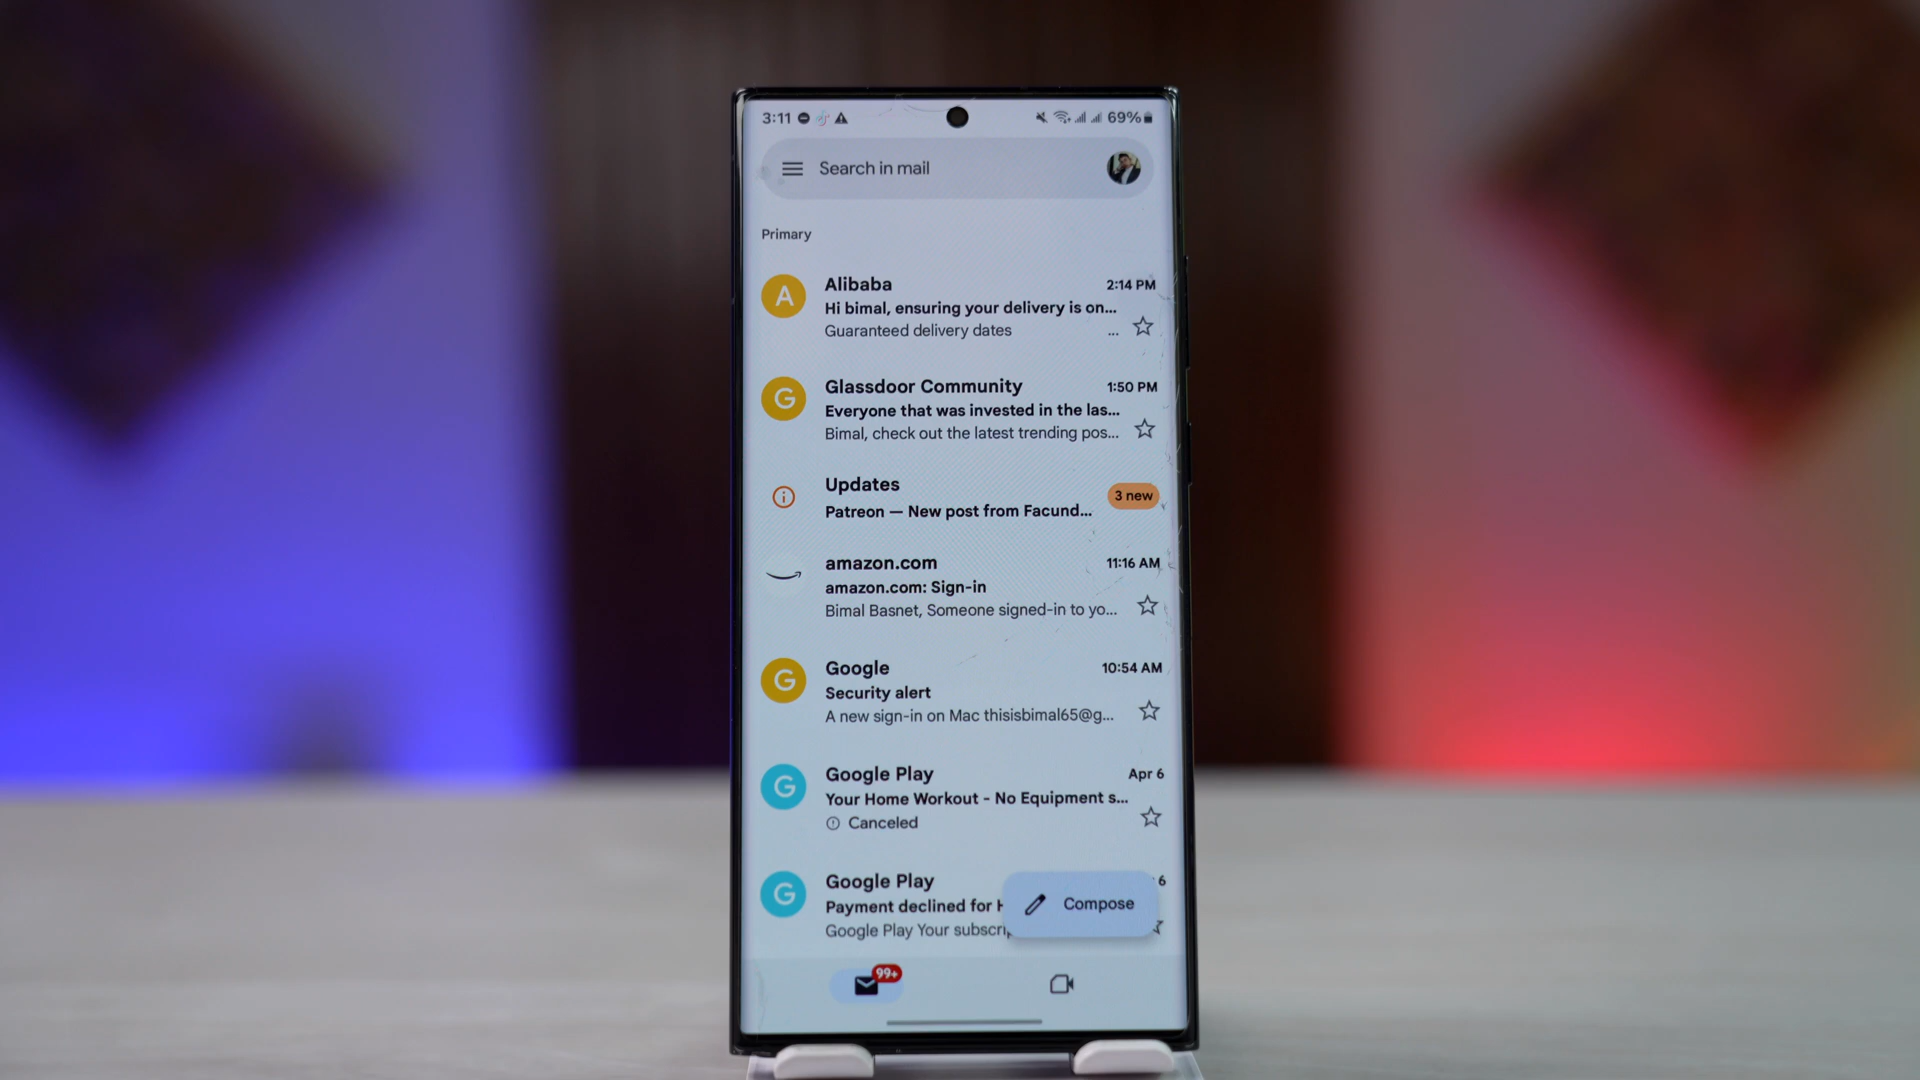 3:11
69%
Search in mail
Primary
A
Alibaba
2:14 PM
Hi bimal, ensuring your delivery is on...
Guaranteed delivery dates ...
G
Glassdoor Community
1:50 PM
Everyone that was invested in the las...
Bimal, check out the latest trending pos...
Updates
3 new
Patreon — New post from Facund...
amazon.com
11:16 AM
amazon.com: Sign-in
Bimal Basnet, Someone signed-in to yo...
G
Google
10:54 AM
Security alert
A new sign-in on Mac thisisbimal65@g...
G
Google Play
Apr 6
Your Home Workout - No Equipment s...
Canceled
G
Google Play
6
Payment declined for
Google Play Your
Compose
99+